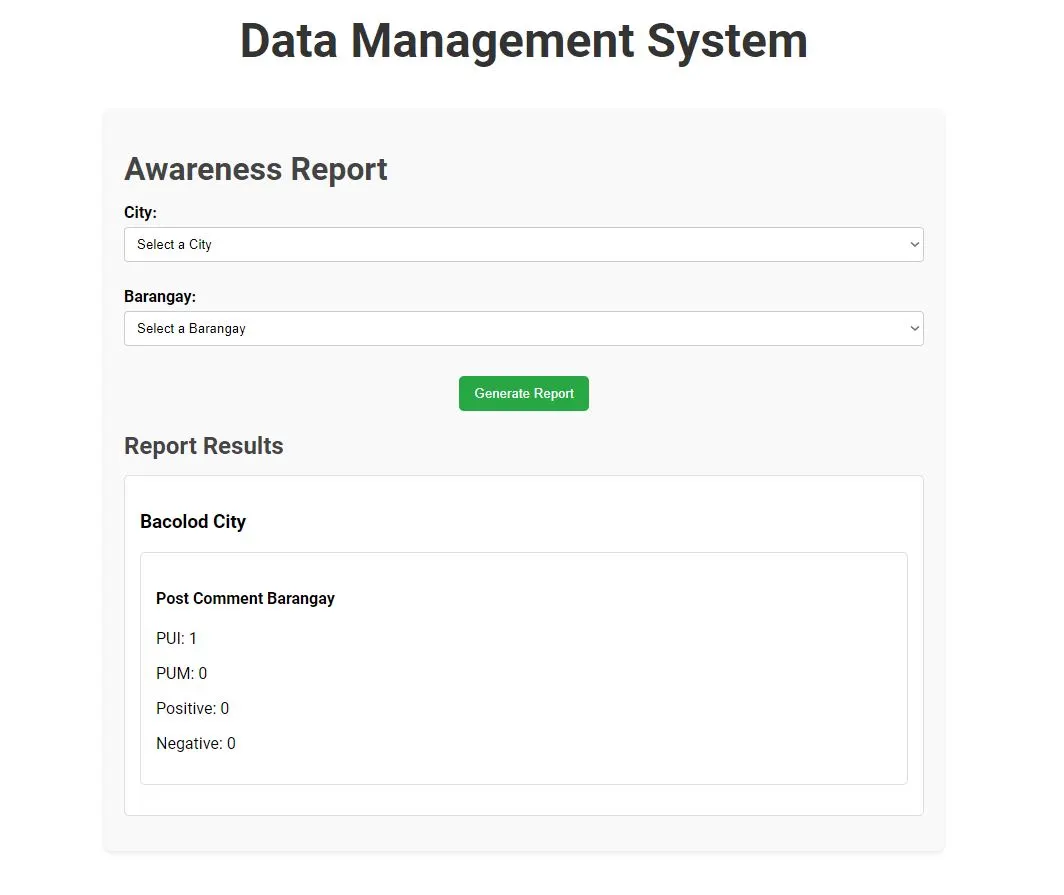 Data Management System
Awareness Report
City:
Select a City
Barangay:
Select a Barangay
Generate Report
Report Results
Bacolod City
Post Comment Barangay
PUI: 1
PUM: 0
Positive: 0
Negative: 0